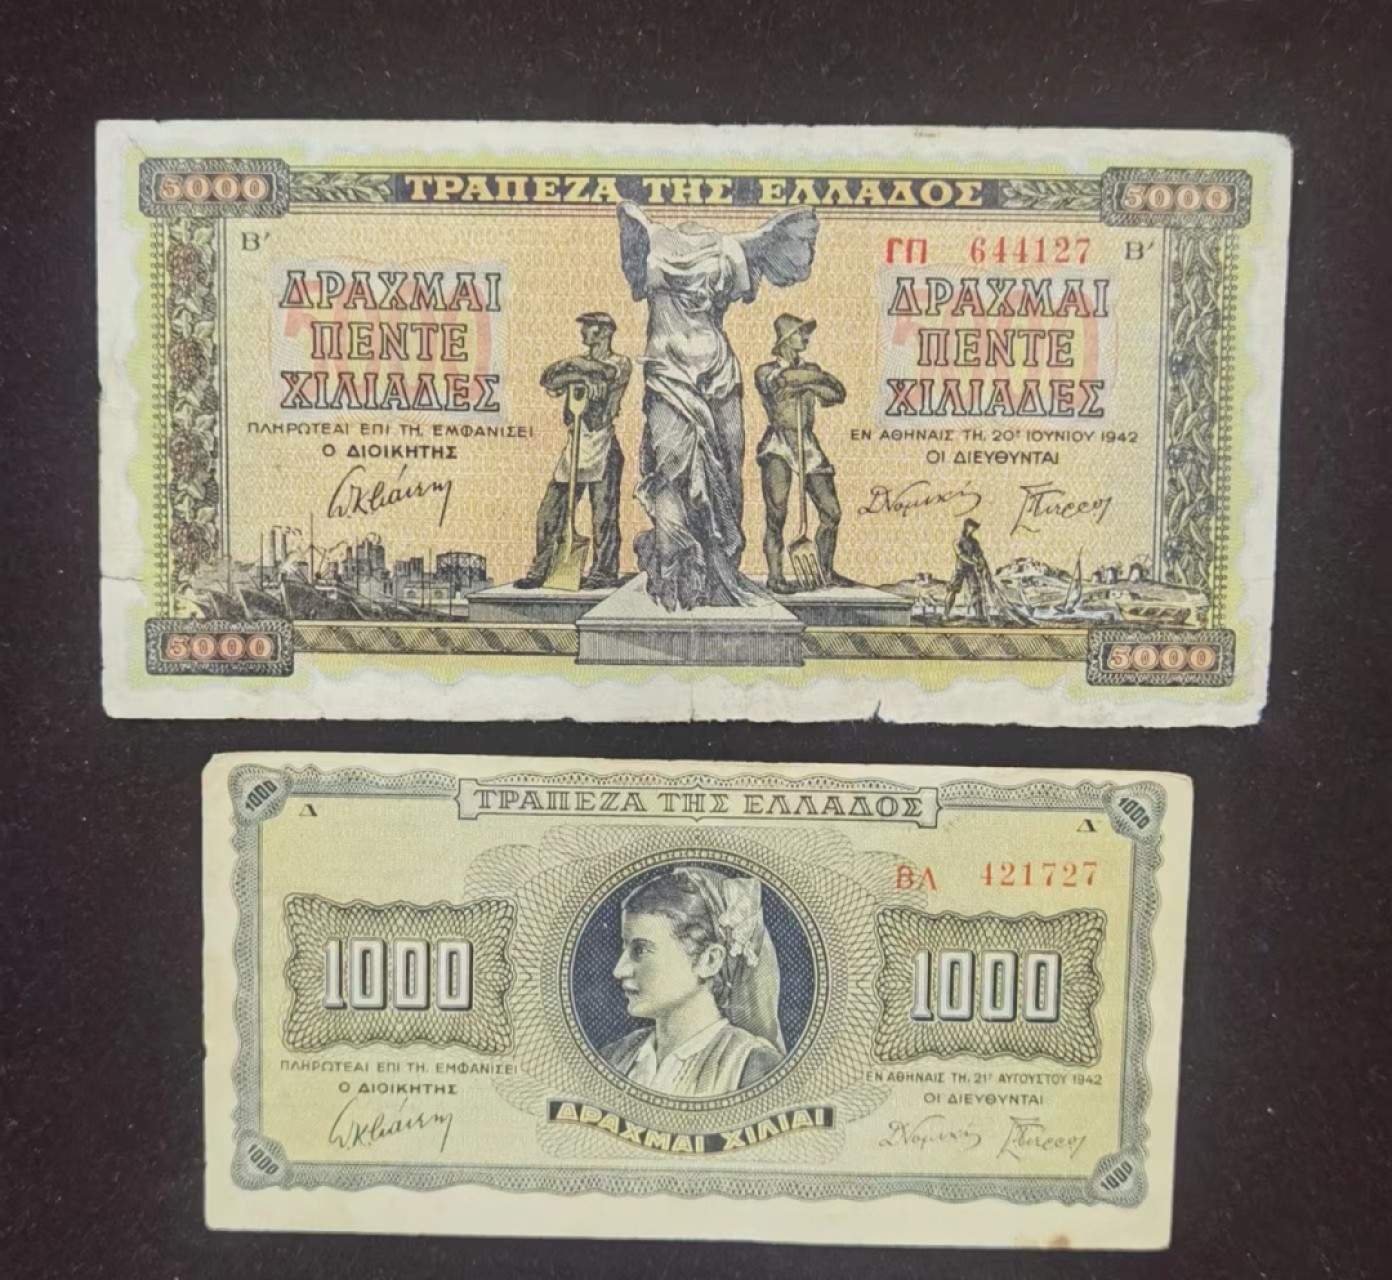 5000 ΤΡΑΠΕΖΑ ΤΗΣ ΕΛΛΑΔΟΣ 5000
Β′ ΓΠ 644127 Β′
ΔΡΑΧΜΑΙ ΔΡΑΧΜΑΙ
ΠΕΝΤΕ ΠΕΝΤΕ
ΧΙΛΙΑΔΕΣ ΧΙΛΙΑΔΕΣ
ΠΛΗΡΩΤΕΑΙ ΕΠΙ ΤΗ͵ ΕΜΦΑΝΙΣΕΙ ΕΝ ΑΘΗΝΑΙΣ ΤΗ͵ 20ῌ ΙΟΥΝΙΟΥ 1942
Ο ΔΙΟΙΚΗΤΗΣ ΟΙ ΔΙΕΥΘΥΝΤΑΙ
5000 5000
1000 ΤΡΑΠΕΖΑ ΤΗΣ ΕΛΛΑΔΟΣ 1000
Λ Λ
ΒΛ 421727
1000 1000
ΠΛΗΡΩΤΕΑΙ ΕΠΙ ΤΗ͵ ΕΜΦΑΝΙΣΕΙ ΕΝ ΑΘΗΝΑΙΣ ΤΗ͵ 21ῌ ΑΥΓΟΥΣΤΟΥ 1942
Ο ΔΙΟΙΚΗΤΗΣ ΟΙ ΔΙΕΥΘΥΝΤΑΙ
ΔΡΑΧΜΑΙ ΧΙΛΙΑΙ
1000 1000